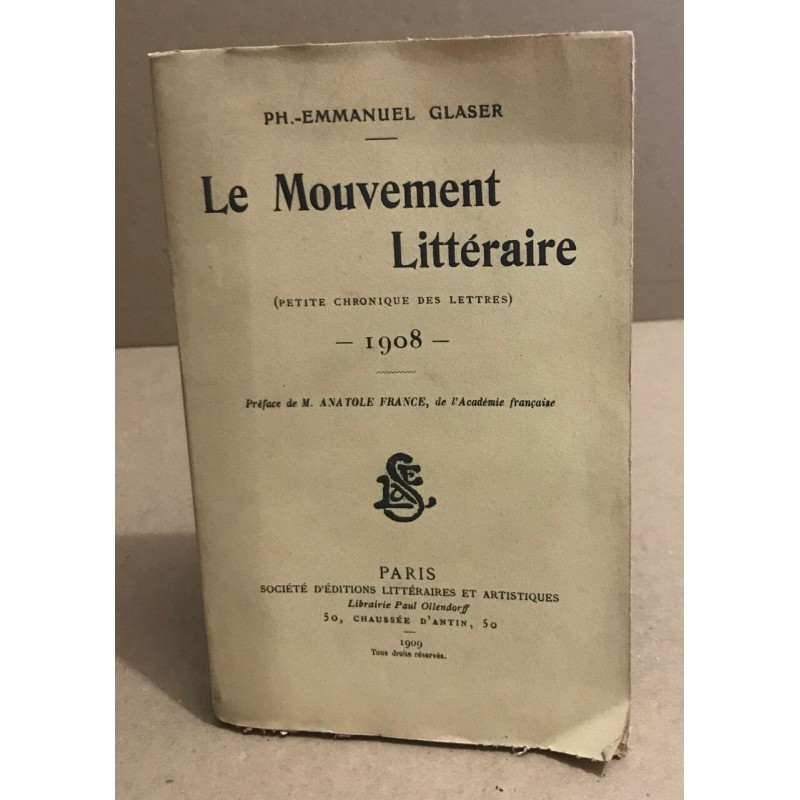 PH.-EMMANUEL GLASER
Le Mouvement
Littéraire
(PETITE CHRONIQUE DES LETTRES)
— 1908 —
Préface de M. ANATOLE FRANCE, de l'Académie française
PARIS
SOCIÉTÉ D'ÉDITIONS LITTÉRAIRES ET ARTISTIQUES
Librairie Paul Ollendorff
50, CHAUSSÉE D'ANTIN, 50
1909
Tous droits réservés.